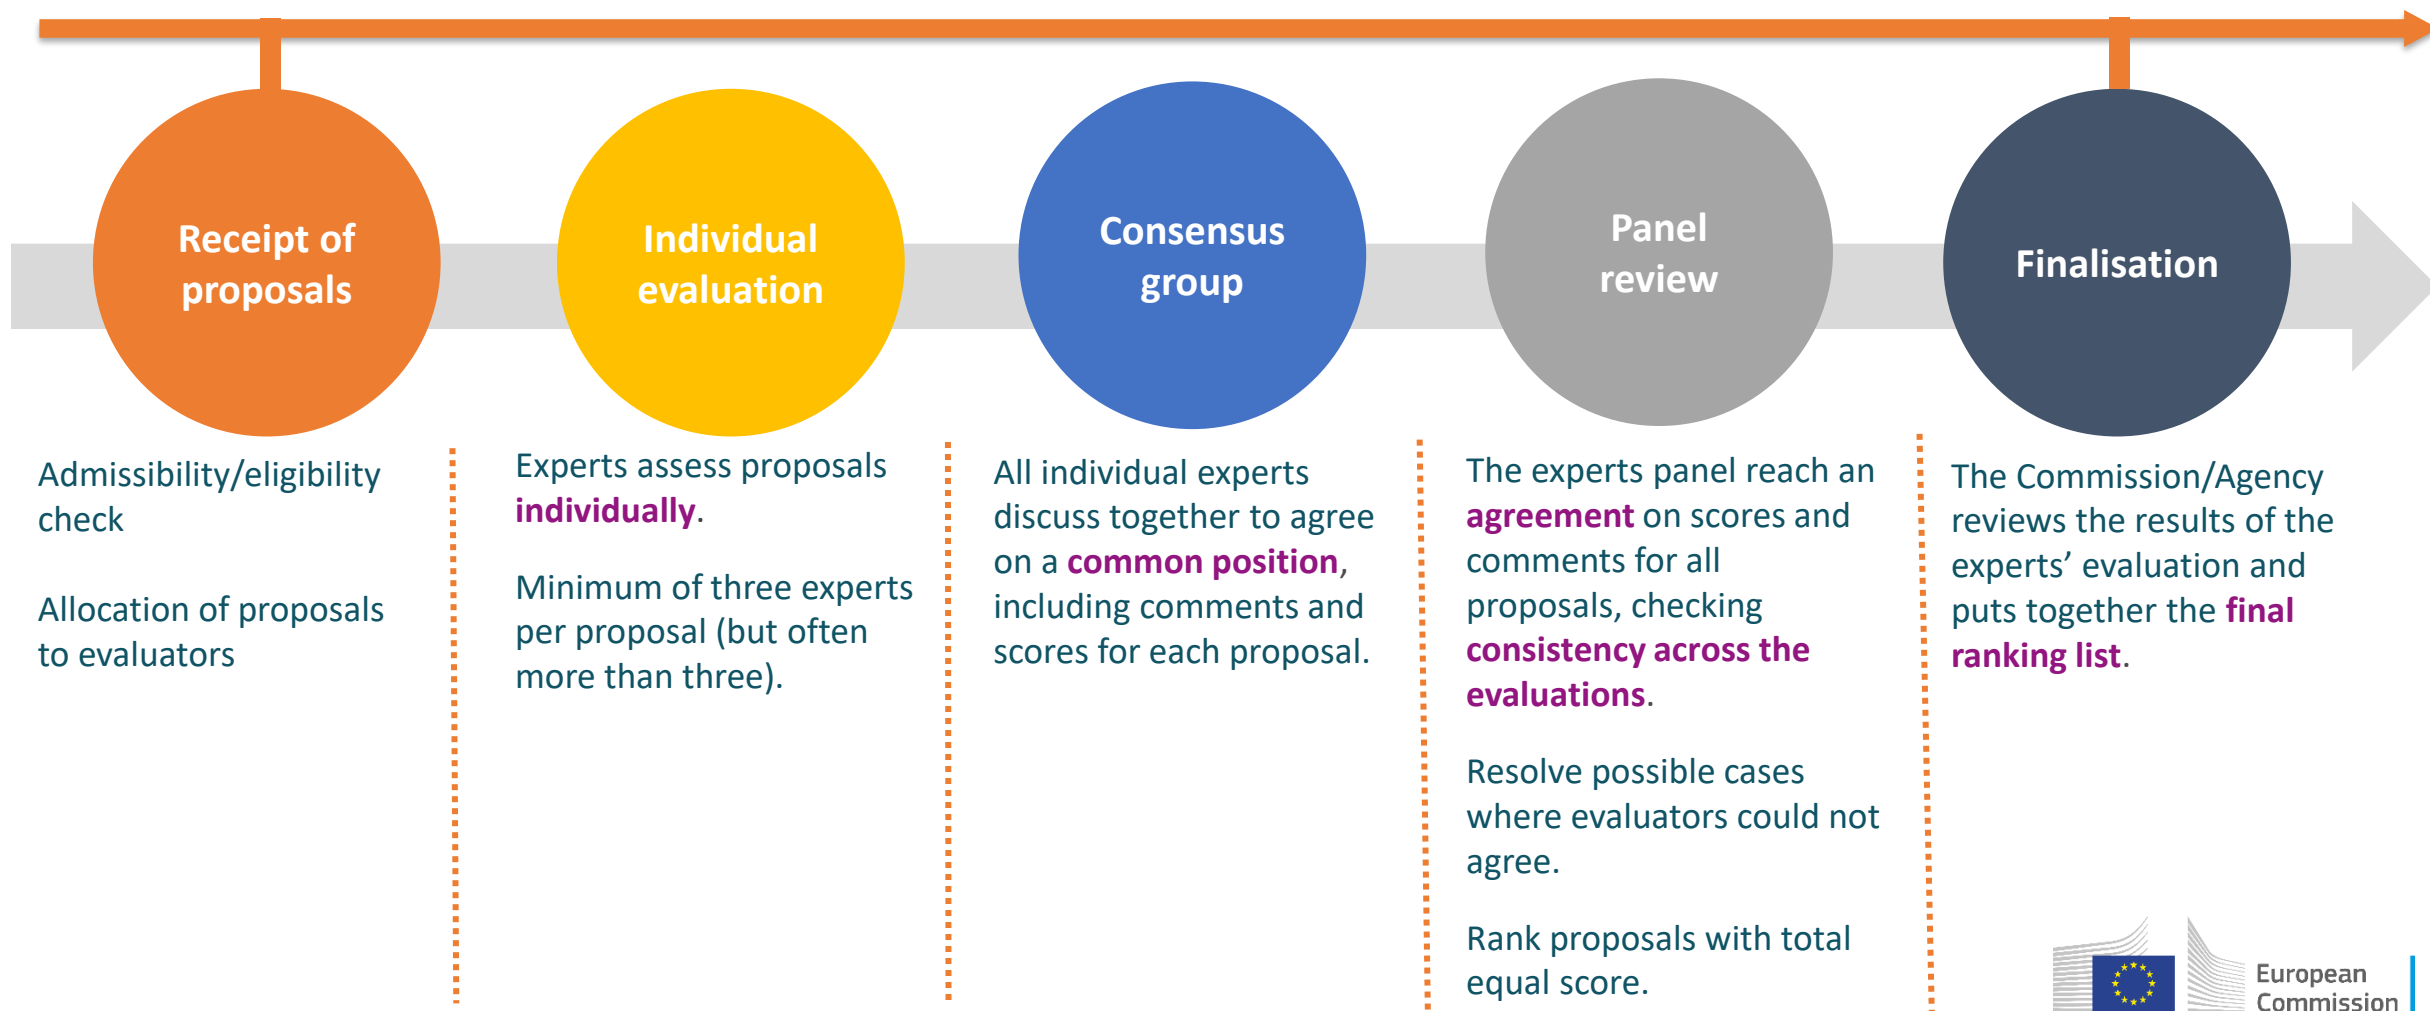 Receipt of
proposals
Individual
evaluation
Consensus
group
Panel
review
Finalisation
Admissibility/eligibility
check
Allocation of proposals
to evaluators
Experts assess proposals
individually.
Minimum of three experts
per proposal (but often
more than three).
All individual experts
discuss together to agree
on a common position,
including comments and
scores for each proposal.
The experts panel reach an
agreement on scores and
comments for all
proposals, checking
consistency across the
evaluations.
Resolve possible cases
where evaluators could not
agree.
Rank proposals with total
equal score.
The Commission/Agency
reviews the results of the
experts’ evaluation and
puts together the final
ranking list.
European
Commission